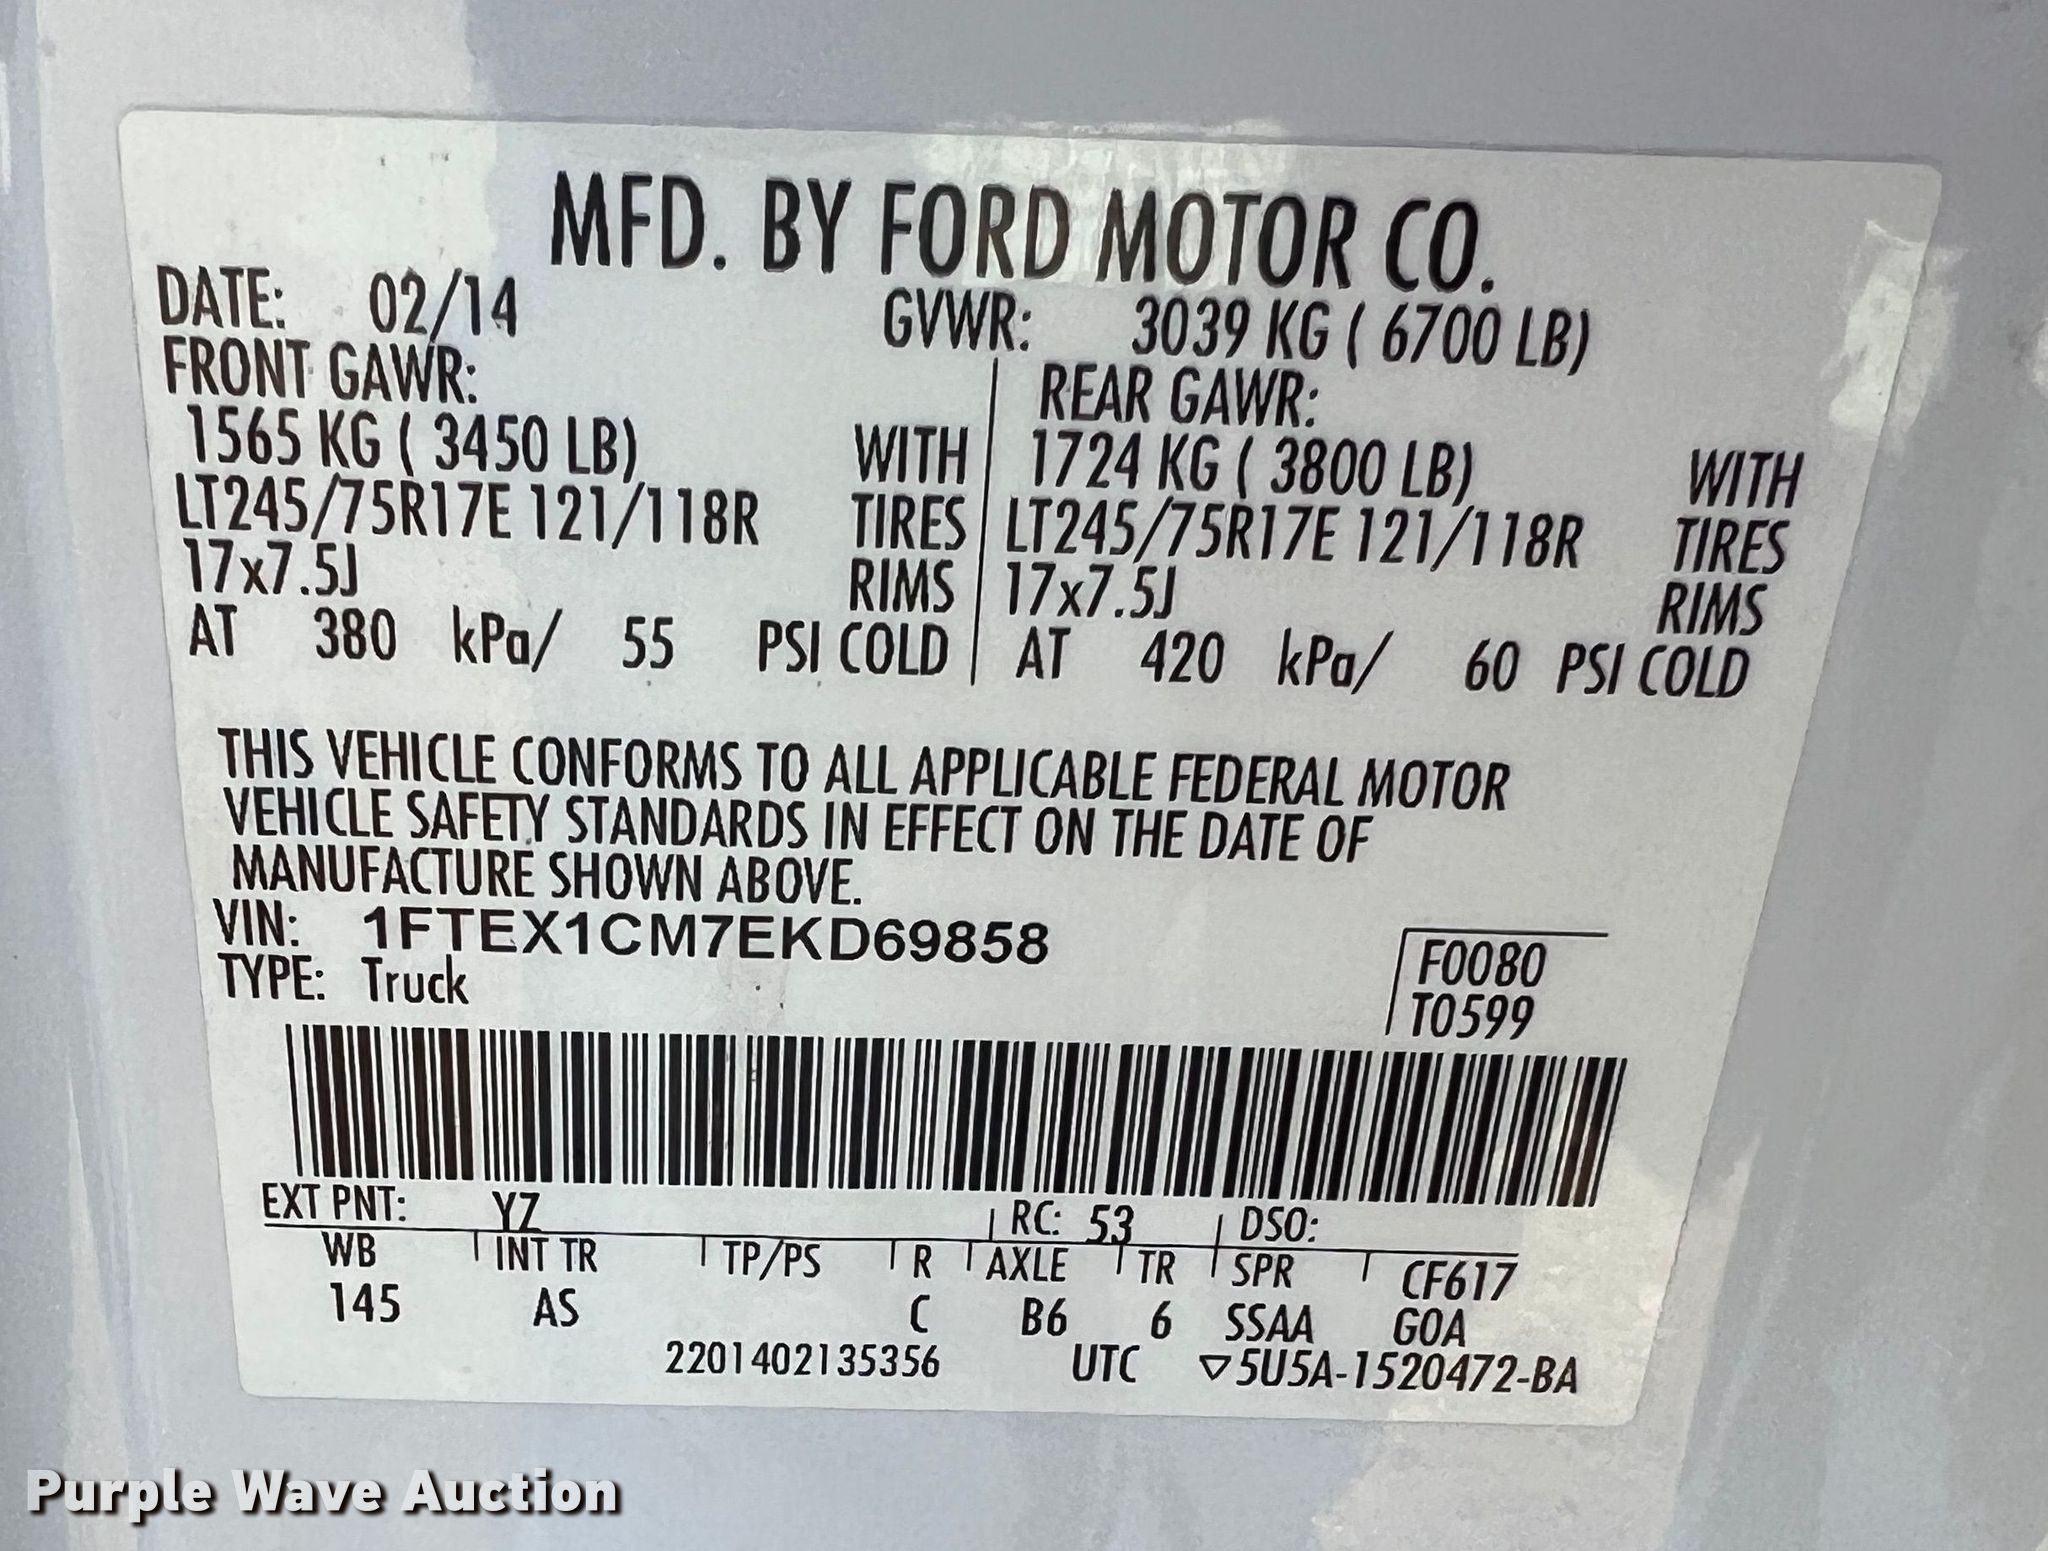 MFD. BY FORD MOTOR CO.
DATE: 02/14 GVWR: 3039 KG ( 6700 LB)
FRONT GAWR: REAR GAWR:
1565 KG ( 3450 LB) WITH 1724 KG ( 3800 LB) WITH
LT245/75R17E 121/118R TIRES LT245/75R17E 121/118R TIRES
17x7.5J RIMS 17x7.5J RIMS
AT 380 kPa/ 55 PSI COLD AT 420 kPa/ 60 PSI COLD
THIS VEHICLE CONFORMS TO ALL APPLICABLE FEDERAL MOTOR
VEHICLE SAFETY STANDARDS IN EFFECT ON THE DATE OF
MANUFACTURE SHOWN ABOVE.
VIN: 1FTEX1CM7EKD69858
TYPE: Truck
F0080
T0599
EXT PNT: YZ RC: 53 DSO:
WB INT TR TP/PS R AXLE TR SPR CF617
145 AS C B6 6 SSAA GOA
2201402135356 UTC ▽5U5A-1520472-BA
Purple Wave Auction